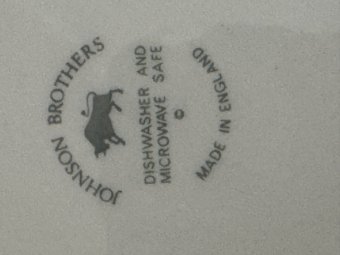 JOHNSON BROTHERS
DISHWASHER AND
MICROWAVE SAFE
©
MADE IN ENGLAND